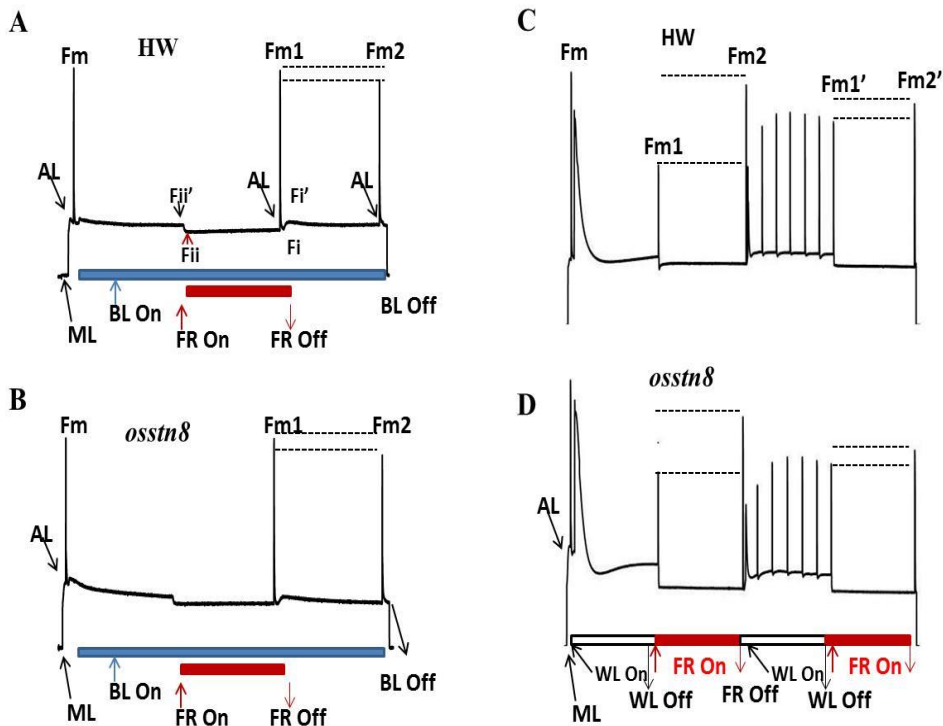 A
HW
Fm
Fm1
Fm2
AL
Fii'
AL
Fi'
AL
Fii
Fi
BL On
BL Off
ML
FR On
FR Off
B
osstn8
Fm
Fm1
Fm2
AL
BL On
BL Off
ML
FR On
FR Off
C
HW
Fm
Fm2
Fm1'
Fm2'
Fm1
D
osstn8
AL
WL On
FR On
WL On
FR On
ML
WL Off
FR Off
WL Off